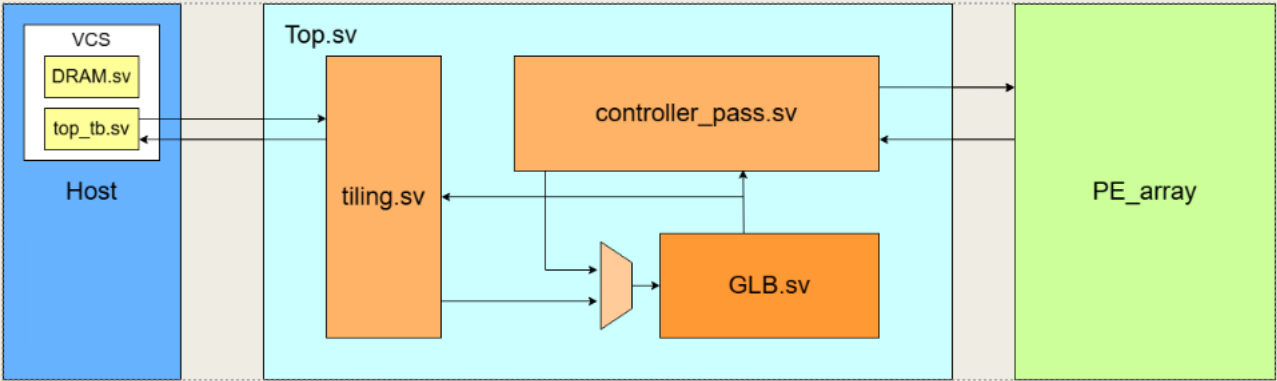 VCS
DRAM.sv
top_tb.sv
Host
Top.sv
tiling.sv
controller_pass.sv
GLB.sv
PE_array